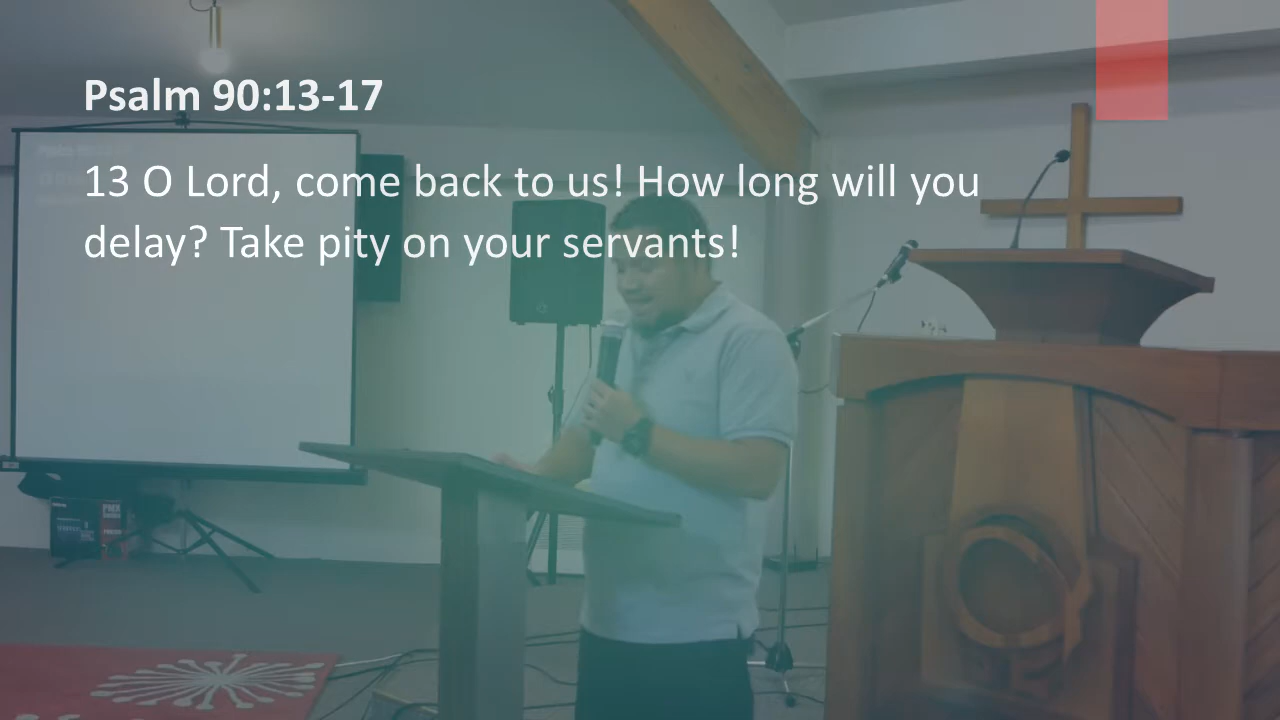 Psalm 90:13-17
13 O Lord, come back to us! How long will you
delay? Take pity on your servants!